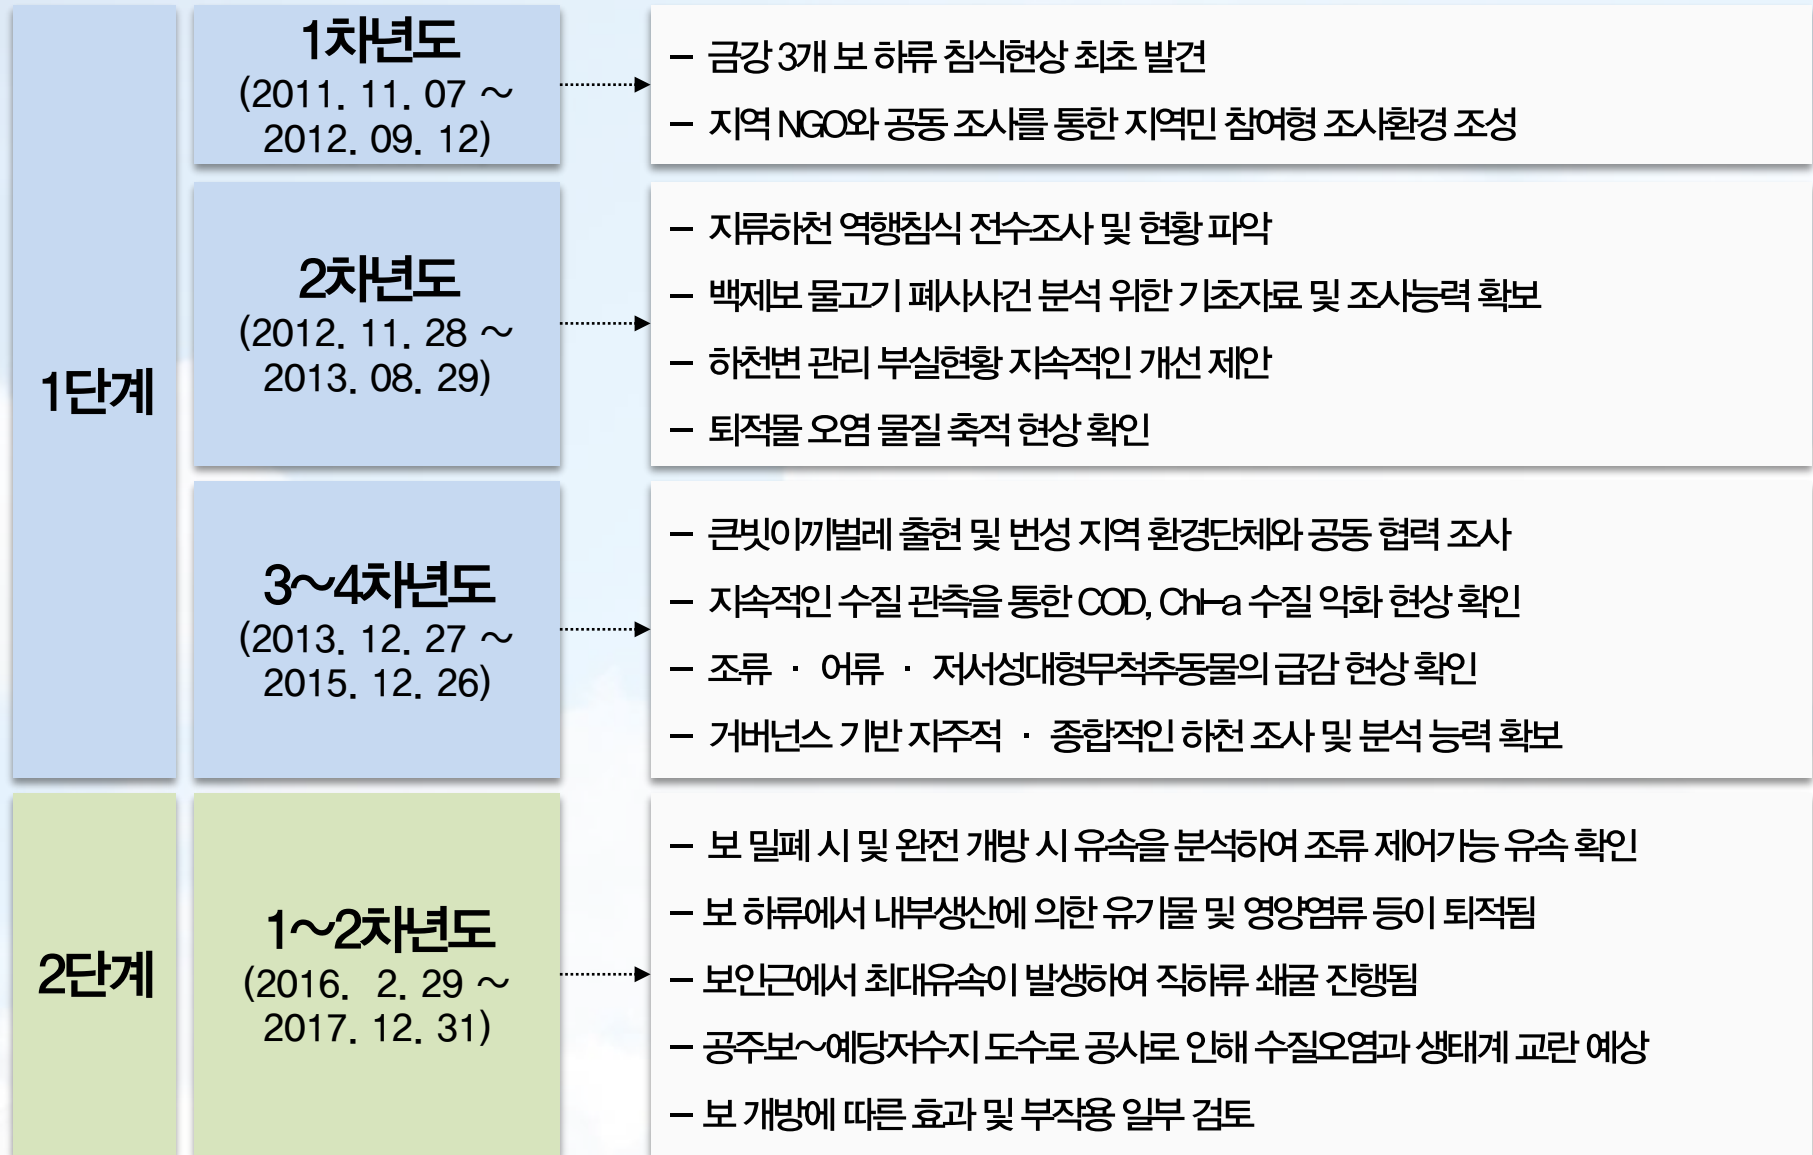 1단계
1차년도
(2011. 11. 07 ~
2012. 09. 12)
- 금강 3개 보 하류 침식현상 최초 발견
- 지역 NGO와 공동 조사를 통한 지역민 참여형 조사환경 조성
2차년도
(2012. 11. 28 ~
2013. 08. 29)
- 지류하천 역행침식 전수조사 및 현황 파악
- 백제보 물고기 폐사사건 분석 위한 기초자료 및 조사능력 확보
- 하천변 관리 부실현황 지속적인 개선 제안
- 퇴적물 오염 물질 축적 현상 확인
3~4차년도
(2013. 12. 27 ~
2015. 12. 26)
- 큰빗이끼벌레 출현 및 번성 지역 환경단체와 공동 협력 조사
- 지속적인 수질 관측을 통한 COD, Chl-a 수질 악화 현상 확인
- 조류 · 어류 · 저서성대형무척추동물의 급감 현상 확인
- 거버넌스 기반 자주적 · 종합적인 하천 조사 및 분석 능력 확보
2단계
1~2차년도
(2016. 2. 29 ~
2017. 12. 31)
- 보 밀폐 시 및 완전 개방 시 유속을 분석하여 조류 제어가능 유속 확인
- 보 하류에서 내부생산에 의한 유기물 및 영양염류 등이 퇴적됨
- 보인근에서 최대유속이 발생하여 직하류 쇄굴 진행됨
- 공주보~예당저수지 도수로 공사로 인해 수질오염과 생태계 교란 예상
- 보 개방에 따른 효과 및 부작용 일부 검토